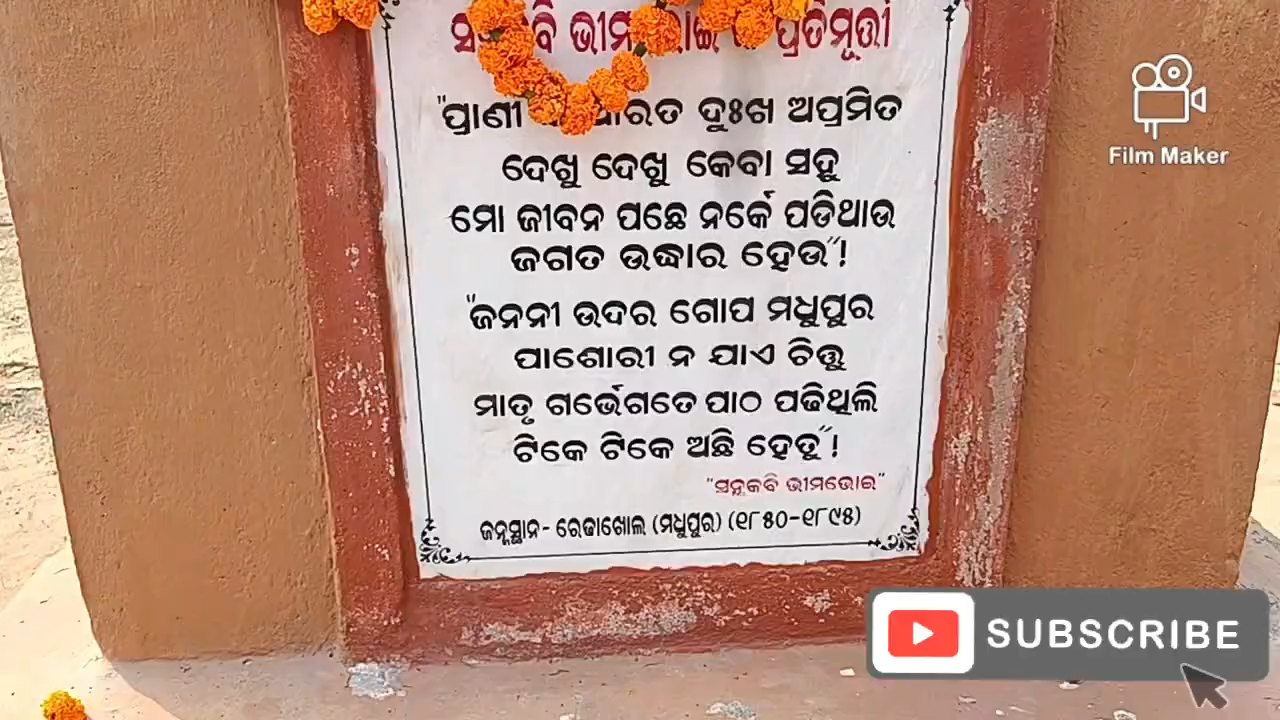 ଭୀମ ପ୍ରତିମୂର୍ତ୍ତୀ
"ପ୍ରାଣୀ ଆରତ ଦୁଃଖ ଅପ୍ରମିତ
ଦେଖୁ ଦେଖୁ କେବା ସହୁ
ମୋ ଜୀବନ ପଛେ ନର୍କେ ପଡିଥାଉ
ଜଗତ ଉଦ୍ଧାର ହେଉ"!
"ଜନନୀ ଉଦର ଗୋପ ମଧୁପୁର
ପାଶୋରୀ ନ ଯାଏ ଚିତ୍ତୁ
ମାତୃ ଗର୍ଭେଗତେ ପାଠ ପଢିଥିଲି
ଟିକେ ଟିକେ ଅଛି ହେତୁ"!
"ସନ୍ଥକବି ଭୀମଭୋଇ"
ଜନ୍ମସ୍ଥାନ- ରେଢାଖୋଲ (ମଧୁପୁର) (୧୮୫୦-୧୮୯୫)
Film Maker
SUBSCRIBE